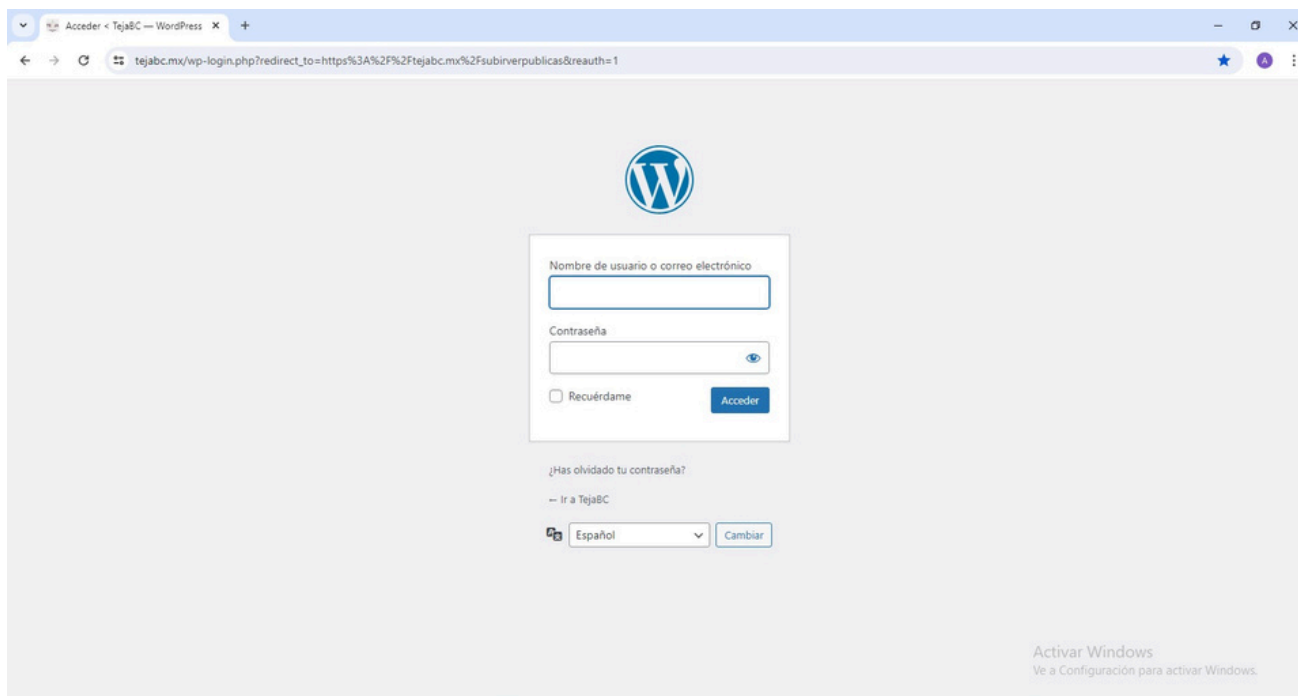 Acceder < TejaBC — WordPress
tejabc.mx/wp-login.php?redirect_to=https%3A%2F%2Ftejabc.mx%2Fsubirverpublicas&reauth=1
A
Nombre de usuario o correo electrónico
Contraseña
Recuérdame
Acceder
¿Has olvidado tu contraseña?
← Ir a TejaBC
Español
Cambiar
Activar Windows
Ve a Configuración para activar Windows.